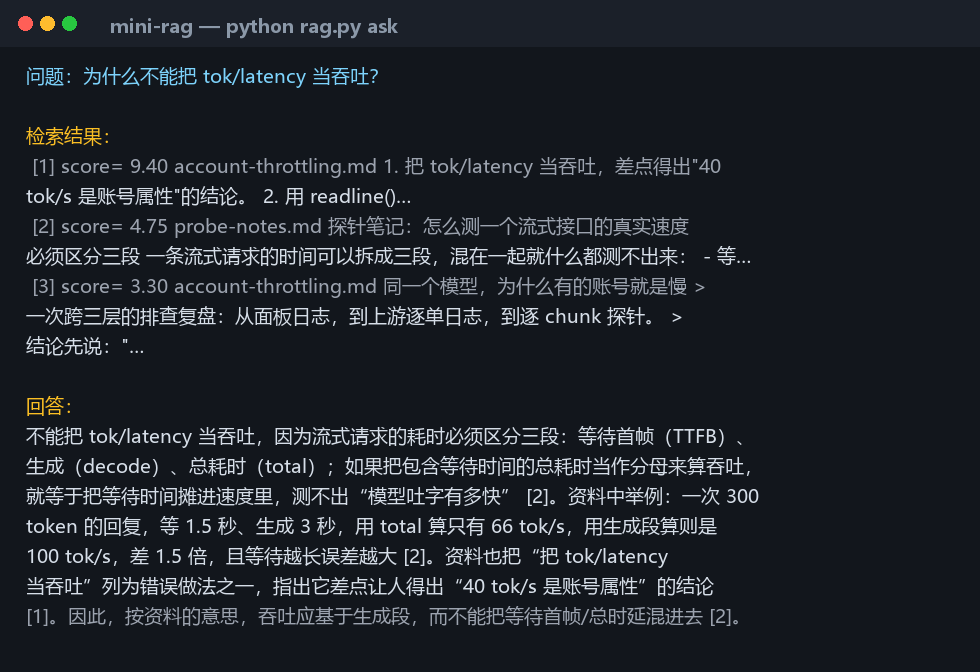 mini-rag — python rag.py ask
问题：为什么不能把 tok/latency 当吞吐？
检索结果：
[1] score= 9.40 account-throttling.md 1. 把 tok/latency 当吞吐，差点得出"40
tok/s 是账号属性"的结论。 2. 用 readline()…
[2] score= 4.75 probe-notes.md 探针笔记：怎么测一个流式接口的真实速度
必须区分三段 一条流式请求的时间可以拆成三段，混在一起就什么都测不出来： - 等…
[3] score= 3.30 account-throttling.md 同一个模型，为什么有的账号就是慢 >
一次跨三层的排查复盘：从面板日志，到上游逐单日志，到逐 chunk 探针。 >
结论先说："…
回答：
不能把 tok/latency 当吞吐，因为流式请求的耗时必须区分三段：等待首帧（TTFB）、
生成（decode）、总耗时（total）；如果把包含等待时间的总耗时当作分母来算吞吐，
就等于把等待时间摊进速度里，测不出“模型吐字有多快” [2]。资料中举例：一次 300
token 的回复，等 1.5 秒、生成 3 秒，用 total 算只有 66 tok/s，用生成段算则是
100 tok/s，差 1.5 倍，且等待越长误差越大 [2]。资料也把“把 tok/latency
当吞吐”列为错误做法之一，指出它差点让人得出“40 tok/s 是账号属性”的结论
[1]。因此，按资料的意思，吞吐应基于生成段，而不能把等待首帧/总时延混进去 [2]。